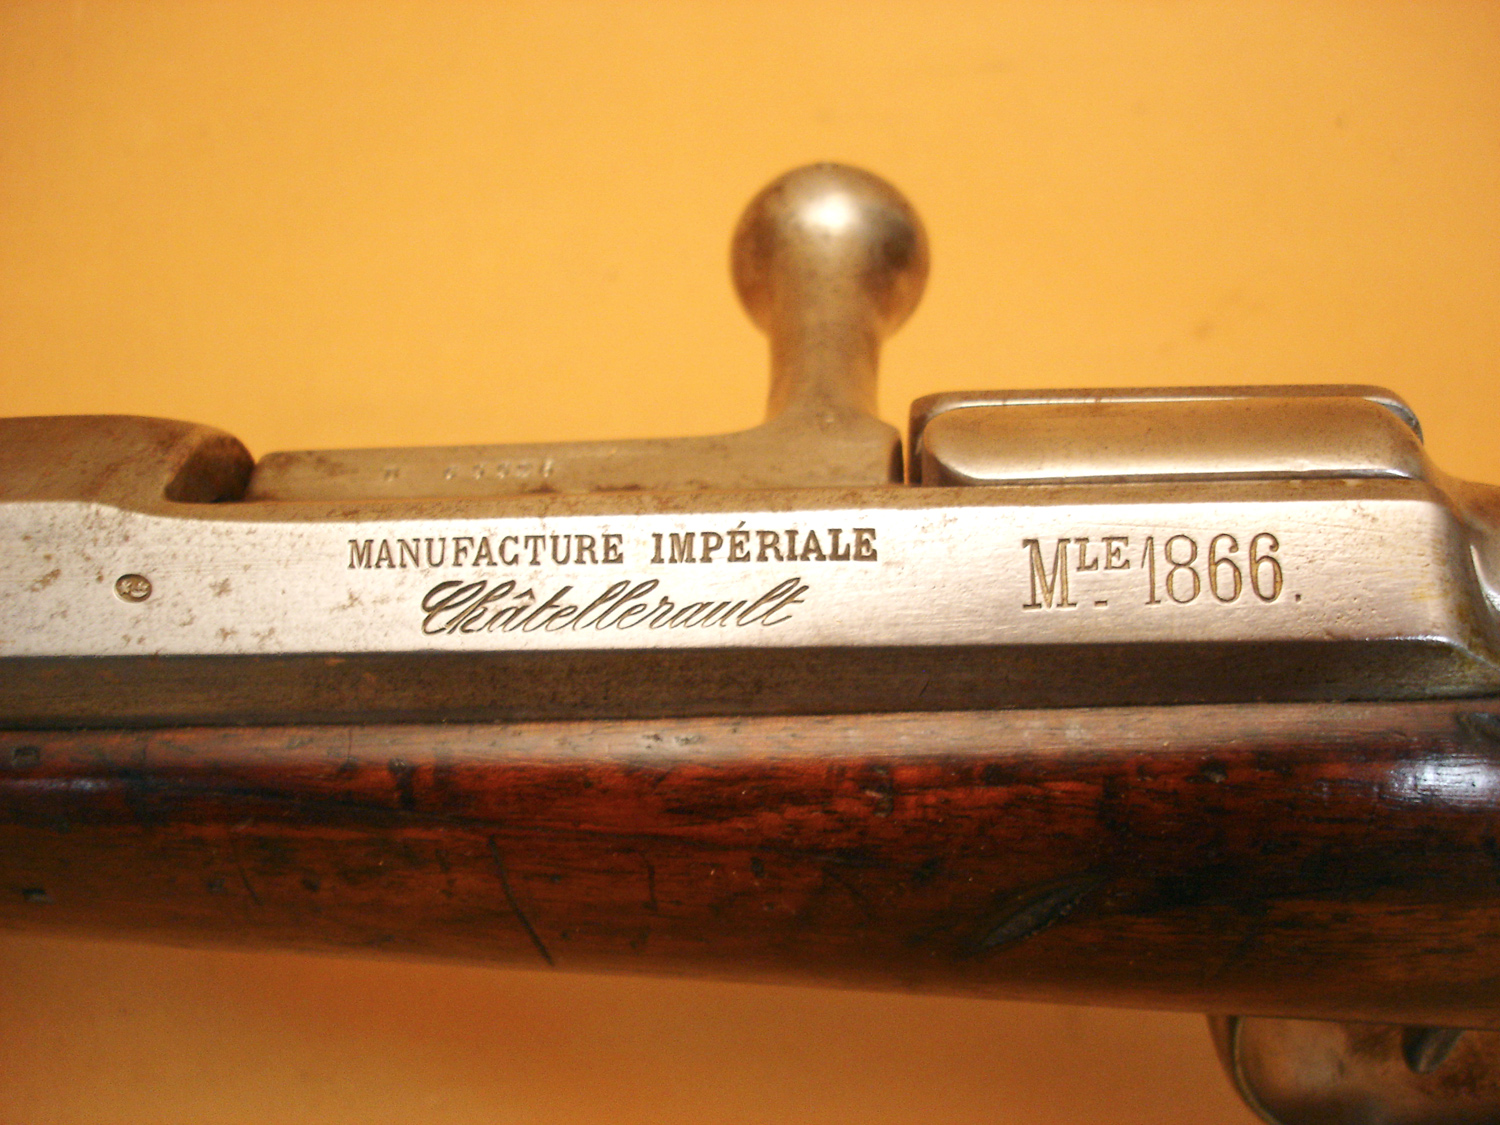 MANUFACTURE IMPÉRIALE
Châtellerault
MLE 1866.